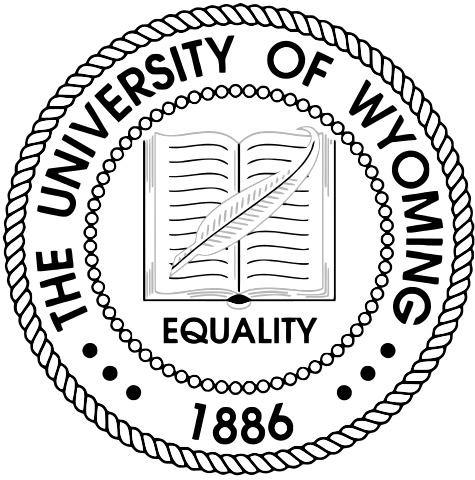 THE UNIVERSITY OF WYOMING
EQUALITY
1886